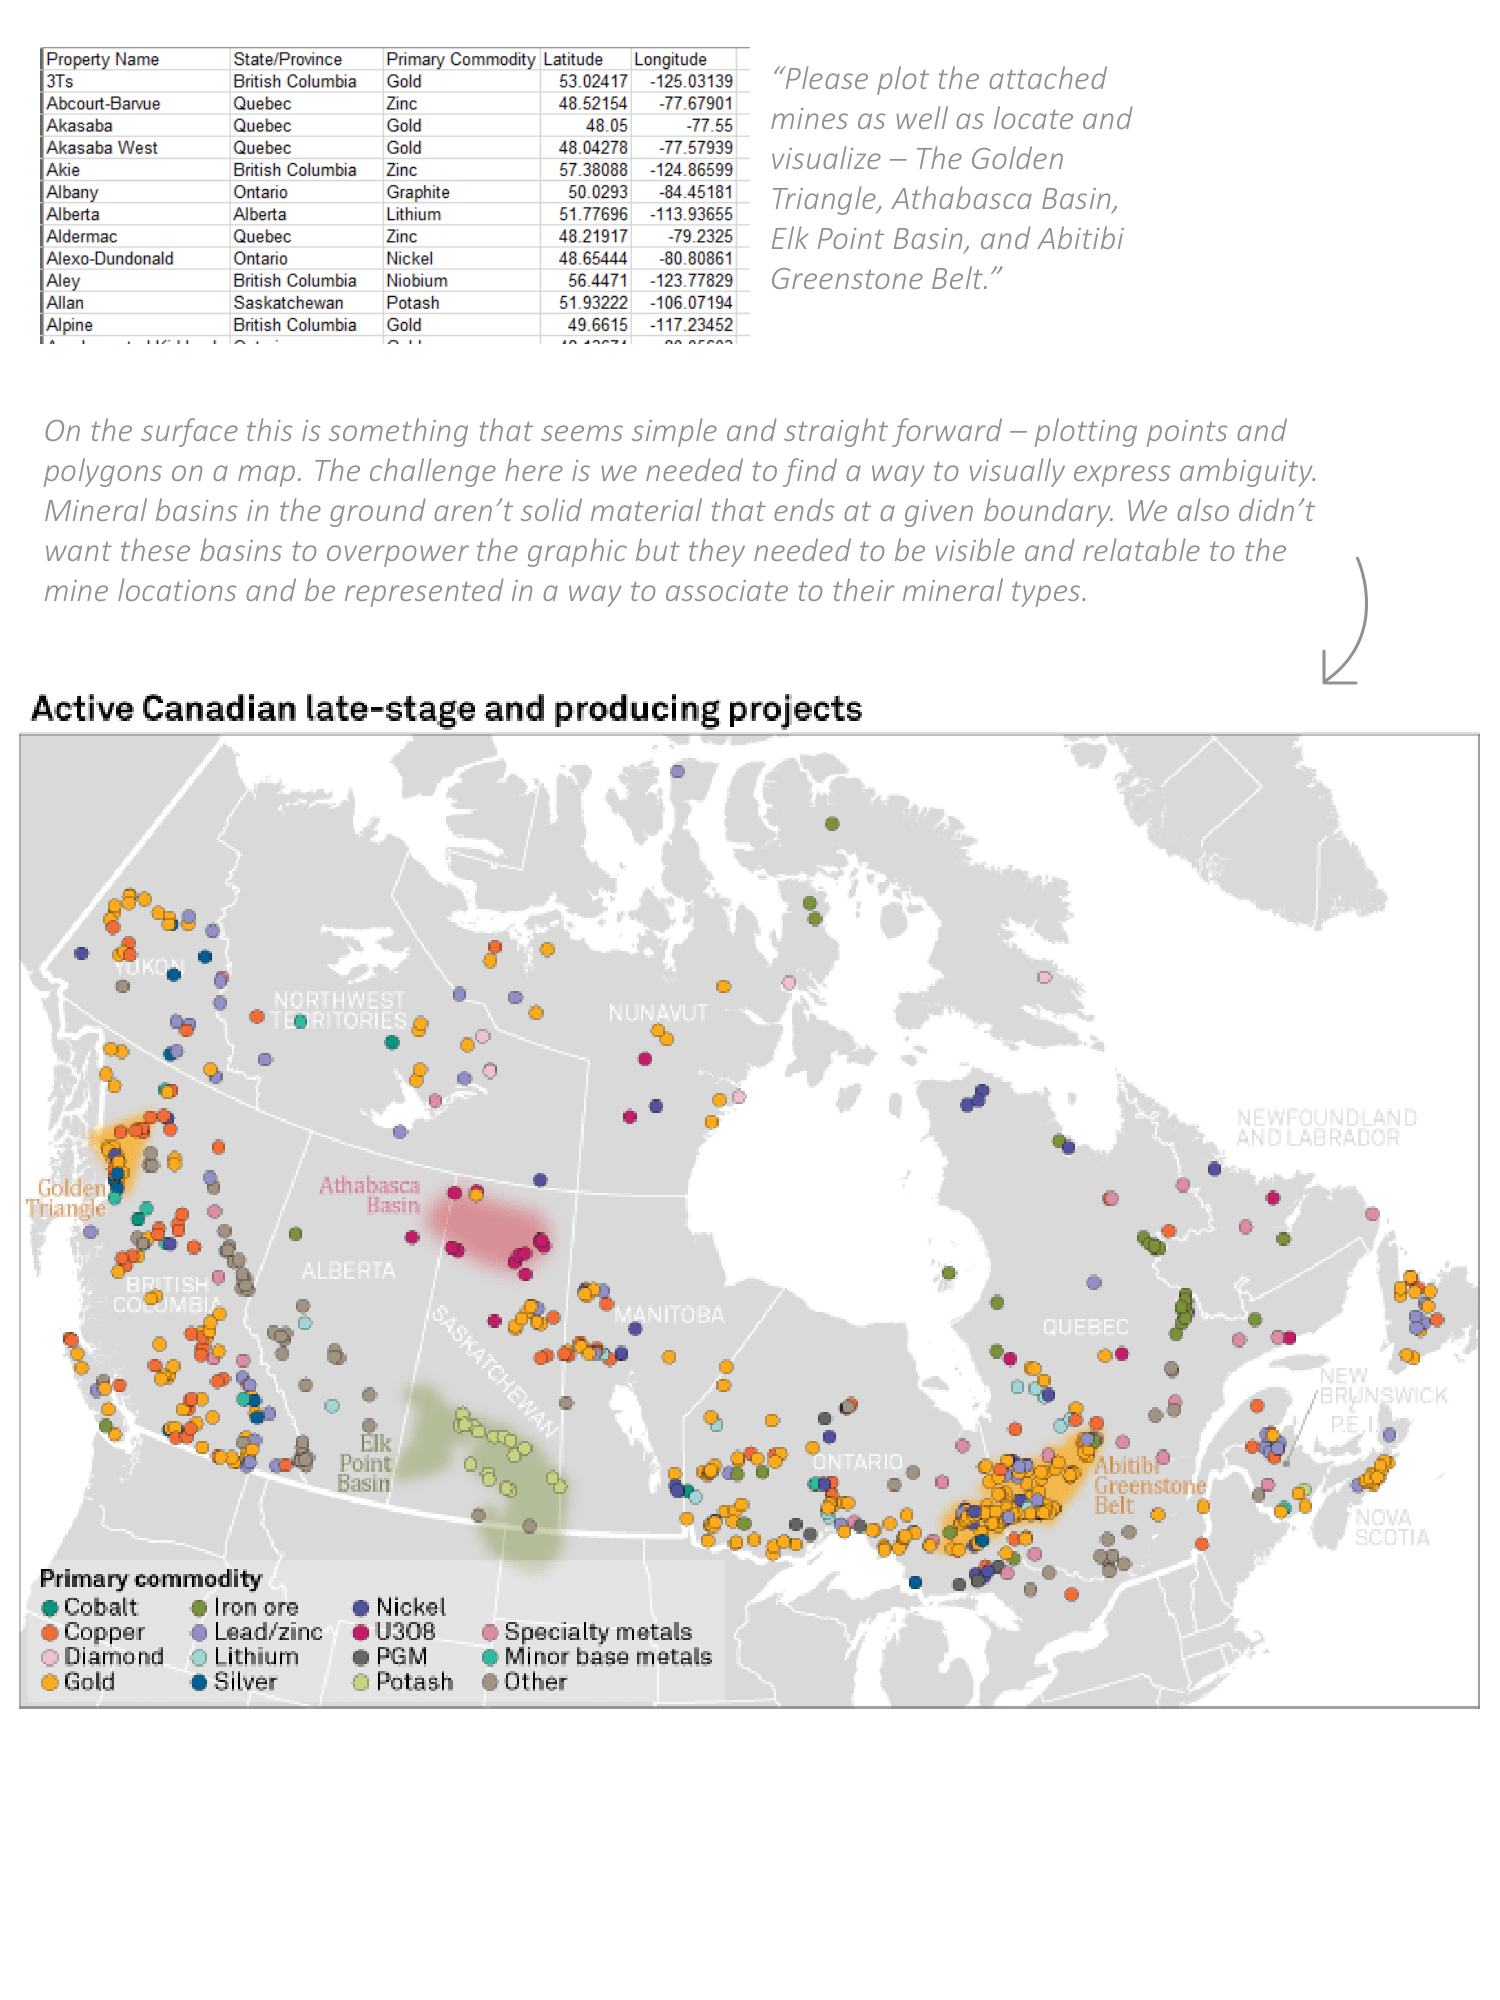 Property Name State/Province Primary Commodity Latitude Longitude
3Ts British Columbia Gold 53.02417 -125.03139
Abcourt-Barvue Quebec Zinc 48.52154 -77.67901
Akasaba Quebec Gold 48.05 -77.55
Akasaba West Quebec Gold 48.04278 -77.57939
Akie British Columbia Zinc 57.38088 -124.86599
Albany Ontario Graphite 50.0293 -84.45181
Alberta Alberta Lithium 51.77696 -113.93655
Aldermac Quebec Zinc 48.21917 -79.2325
Alexo-Dundonald Ontario Nickel 48.65444 -80.80861
Aley British Columbia Niobium 56.4471 -123.77829
Allan Saskatchewan Potash 51.93222 -106.07194
Alpine British Columbia Gold 49.6615 -117.23452
“Please plot the attached
mines as well as locate and
visualize – The Golden
Triangle, Athabasca Basin,
Elk Point Basin, and Abitibi
Greenstone Belt.”
On the surface this is something that seems simple and straight forward – plotting points and
polygons on a map. The challenge here is we needed to find a way to visually express ambiguity.
Mineral basins in the ground aren’t solid material that ends at a given boundary. We also didn’t
want these basins to overpower the graphic but they needed to be visible and relatable to the
mine locations and be represented in a way to associate to their mineral types.
Active Canadian late-stage and producing projects
YUKON
NORTHWEST
TERRITORIES
NUNAVUT
NEWFOUNDLAND
AND LABRADOR
Golden
Triangle
Athabasca
Basin
ALBERTA
BRITISH
COLUMBIA
SASKATCHEWAN
MANITOBA
QUEBEC
NEW
BRUNSWICK
P.E.I.
Elk
Point
Basin
ONTARIO
Abitibi
Greenstone
Belt
NOVA
SCOTIA
Primary commodity
Cobalt Iron ore Nickel
Copper Lead/zinc U3O8 Specialty metals
Diamond Lithium PGM Minor base metals
Gold Silver Potash Other